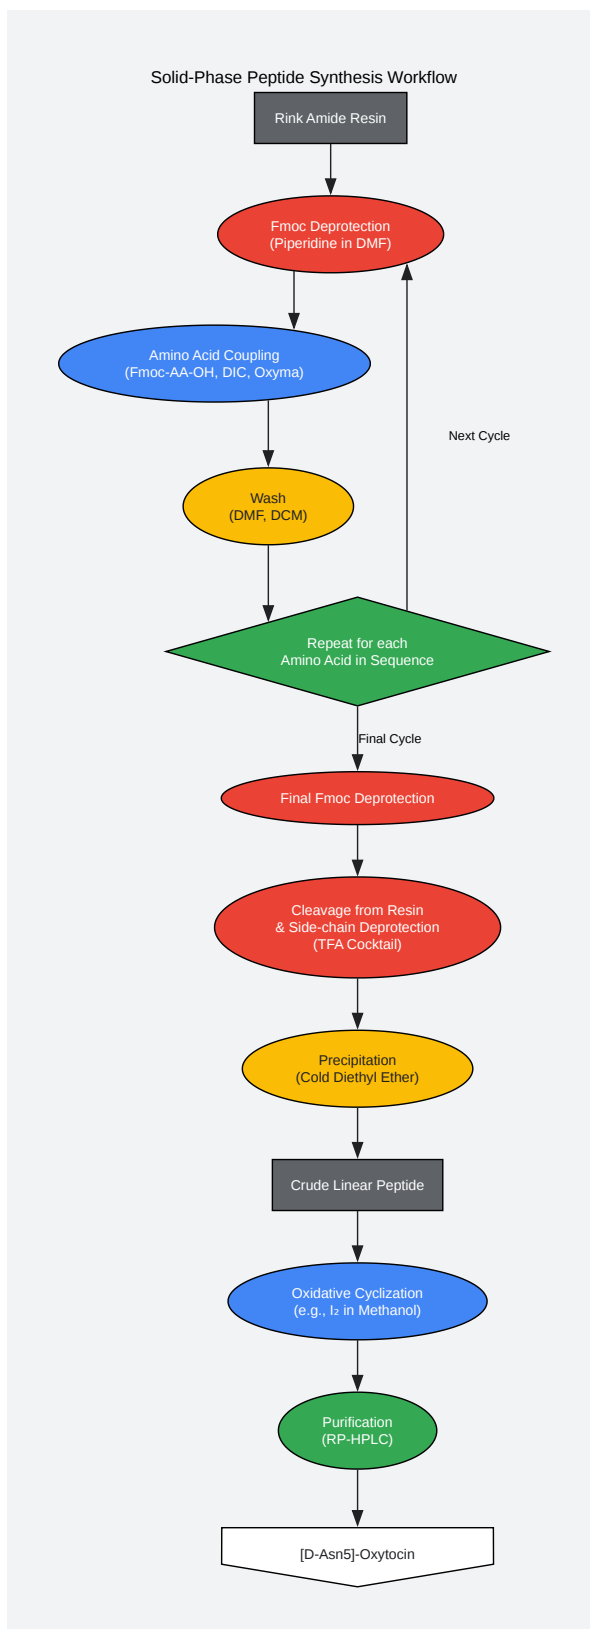 Solid-Phase Peptide Synthesis Workflow
Rink Amide Resin
Fmoc Deprotection
(Piperidine in DMF)
Amino Acid Coupling
(Fmoc-AA-OH, DIC, Oxyma)
Next Cycle
Wash
(DMF, DCM)
Repeat for each
Amino Acid in Sequence
Final Cycle
Final Fmoc Deprotection
Cleavage from Resin
& Side-chain Deprotection
(TFA Cocktail)
Precipitation
(Cold Diethyl Ether)
Crude Linear Peptide
Oxidative Cyclization
(e.g., I₂ in Methanol)
Purification
(RP-HPLC)
[D-Asn5]-Oxytocin